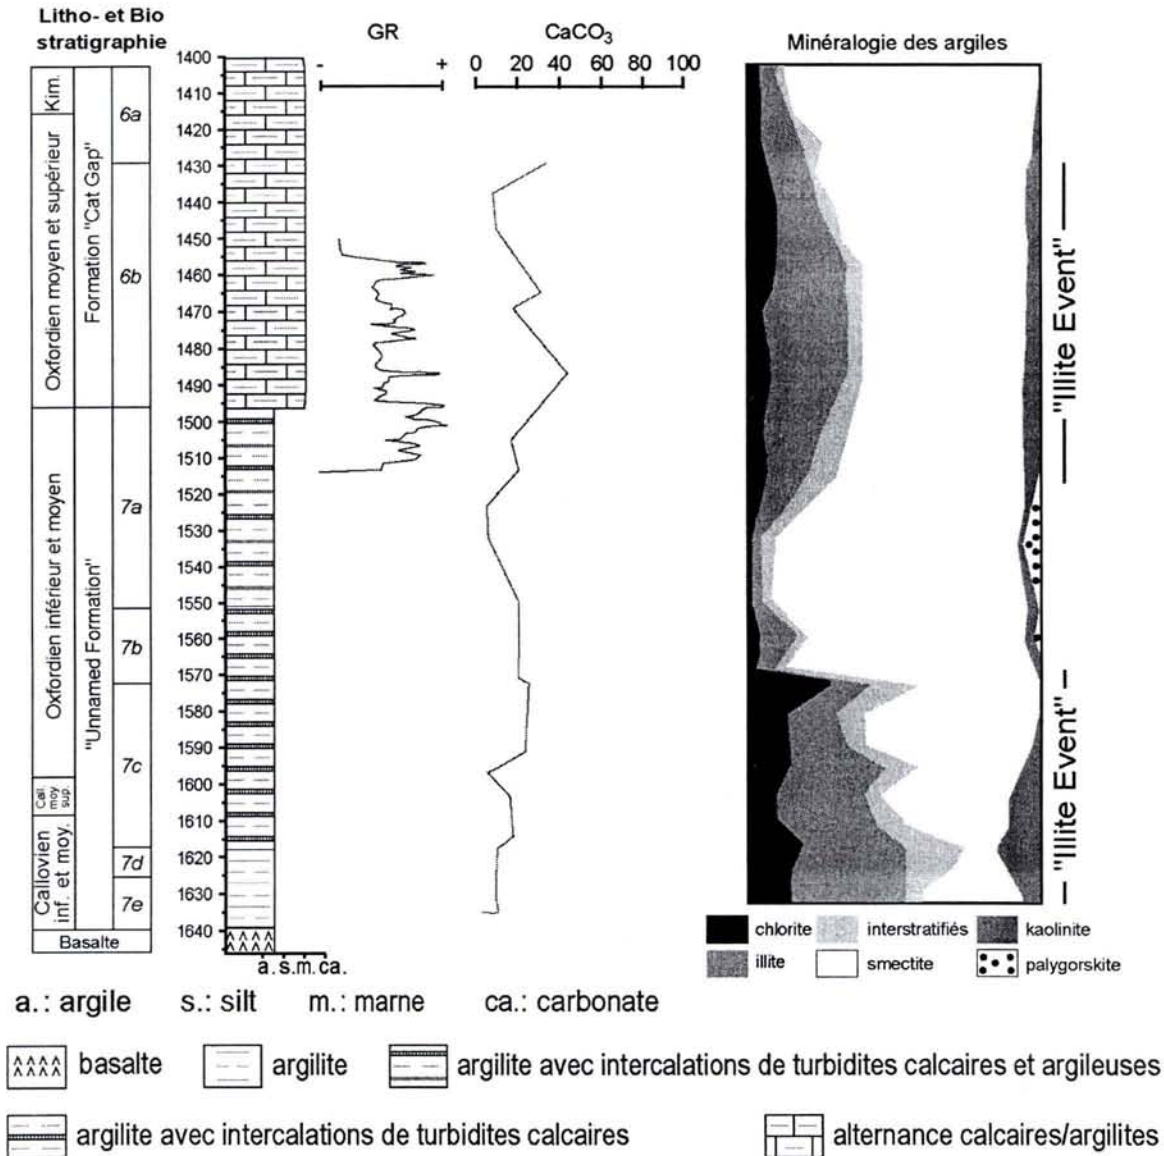 Litho- et Bio
stratigraphie
GR
CaCO3
Minéralogie des argiles
- +
0 20 40 60 80 100
1400
1410
1420
1430
1440
1450
1460
1470
1480
1490
1500
1510
1520
1530
1540
1550
1560
1570
1580
1590
1600
1610
1620
1630
1640
Kim.
Oxfordien moyen et supérieur
Oxfordien inférieur et moyen
Call.
moy
sup.
Callovien
inf. et moy.
Formation "Cat Gap"
"Unnamed Formation"
6a
6b
7a
7b
7c
7d
7e
Basalte
a.s.m.ca.
"Illite Event"
"Illite Event"
chlorite
interstratifiés
kaolinite
illite
smectite
palygorskite
a.: argile s.: silt m.: marne ca.: carbonate
basalte
argilite
argilite avec intercalations de turbidites calcaires et argileuses
argilite avec intercalations de turbidites calcaires
alternance calcaires/argilites